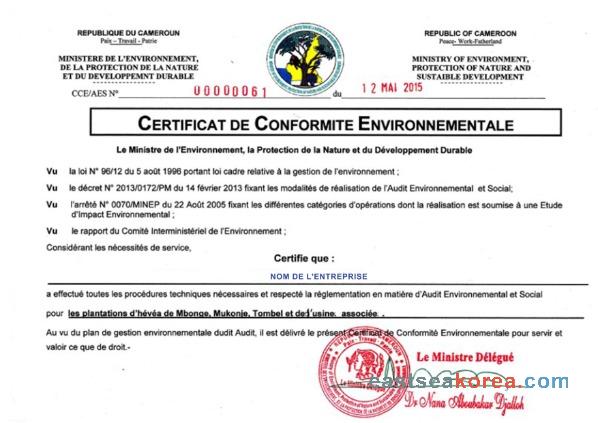 REPUBLIQUE DU CAMEROUN
Paix – Travail - Patrie
MINISTERE DE L'ENVIRONNEMENT,
DE LA PROTECTION DE LA NATURE
ET DU DEVELOPPEMNT DURABLE
REPUBLIC OF CAMEROON
Peace- Work-Fatherland
MINISTRY OF ENVIRONMENT,
PROTECTION OF NATURE AND
SUSTAIBLE DEVELOPMENT
CCE/AES N° 00000061 du 12 MAI 2015
CERTIFICAT DE CONFORMITE ENVIRONNEMENTALE
Le Ministre de l'Environnement, la Protection de la Nature et du Développement Durable
Vu la loi N° 96/12 du 5 août 1996 portant loi cadre relative à la gestion de l'environnement ;
Vu le décret N° 2013/0172/PM du 14 février 2013 fixant les modalités de réalisation de l'Audit Environnemental et Social;
Vu l'arrêté N° 0070/MINEP du 22 Août 2005 fixant les différentes catégories d'opérations dont la réalisation est soumise à une Etude
d'Impact Environnemental ;
Vu le rapport du Comité Interministériel de l'Environnement ;
Considérant les nécessités de service,
Certifie que :
NOM DE L'ENTREPRISE
a effectué toutes les procédures techniques nécessaires et respecté la réglementation en matière d'Audit Environnemental et Social
pour les plantations d'hévéa de Mbonge, Mukonje, Tombel et de l'usine associée .
Au vu du plan de gestion environnementale dudit Audit, il est délivré le présent Certificat de Conformité Environnementale pour servir et
valoir ce que de droit.-
Le Ministre Délégué
eastseakorea.com
Dr Nana Aboubakar Djalloh